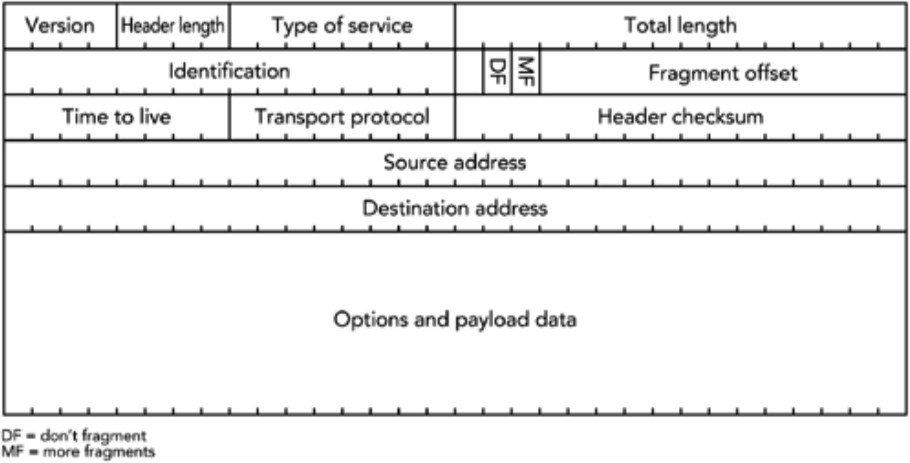 Version Header length Type of service Total length
Identification DF MF Fragment offset
Time to live Transport protocol Header checksum
Source address
Destination address
Options and payload data
DF = don't fragment
MF = more fragments